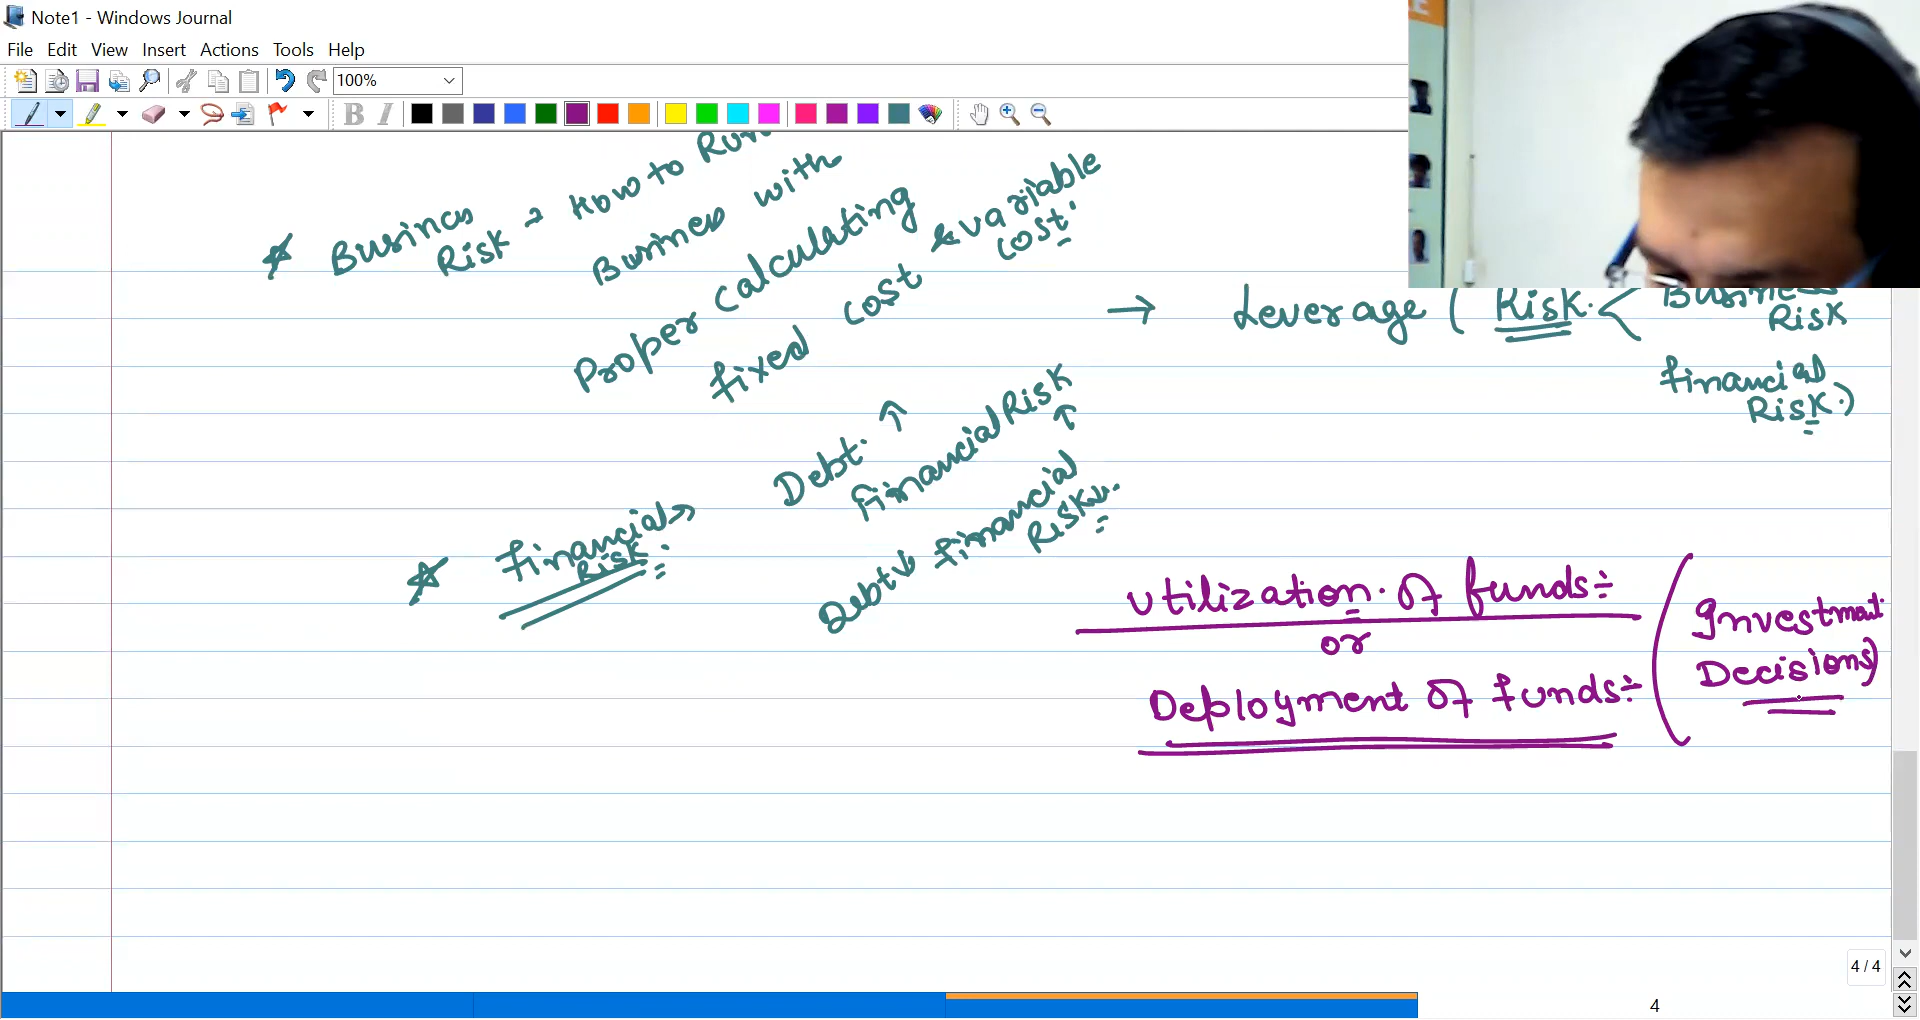 Note1 - Windows Journal
File Edit View Insert Actions Tools Help
100%
B I
★ Business Risk → How to Run
Business with
Proper Calculating
fixed cost & variable cost.
→ Leverage ( Risk. < Business Risk
financial Risk.)
★ financial Risk. →
Debt. ↑
financial Risk ↑
Debt ↓ financial Risk ↓.
Utilization. Of funds:-
or
Deployment Of funds:-
(Investment
Decisions)
4 / 4
4